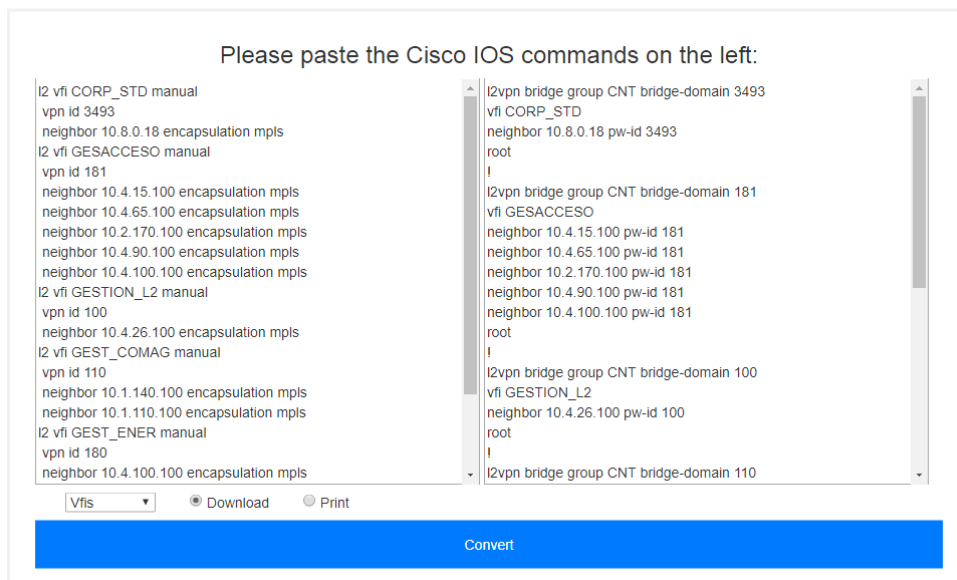 Please paste the Cisco IOS commands on the left:
l2 vfi CORP_STD manual
vpn id 3493
neighbor 10.8.0.18 encapsulation mpls
l2 vfi GESACCESO manual
vpn id 181
neighbor 10.4.15.100 encapsulation mpls
neighbor 10.4.65.100 encapsulation mpls
neighbor 10.2.170.100 encapsulation mpls
neighbor 10.4.90.100 encapsulation mpls
neighbor 10.4.100.100 encapsulation mpls
l2 vfi GESTION_L2 manual
vpn id 100
neighbor 10.4.26.100 encapsulation mpls
l2 vfi GEST_COMAG manual
vpn id 110
neighbor 10.1.140.100 encapsulation mpls
neighbor 10.1.110.100 encapsulation mpls
l2 vfi GEST_ENER manual
vpn id 180
neighbor 10.4.100.100 encapsulation mpls
l2vpn bridge group CNT bridge-domain 3493
vfi CORP_STD
neighbor 10.8.0.18 pw-id 3493
root
!
l2vpn bridge group CNT bridge-domain 181
vfi GESACCESO
neighbor 10.4.15.100 pw-id 181
neighbor 10.4.65.100 pw-id 181
neighbor 10.2.170.100 pw-id 181
neighbor 10.4.90.100 pw-id 181
neighbor 10.4.100.100 pw-id 181
root
!
l2vpn bridge group CNT bridge-domain 100
vfi GESTION_L2
neighbor 10.4.26.100 pw-id 100
root
!
l2vpn bridge group CNT bridge-domain 110
Vfis
Download
Print
Convert